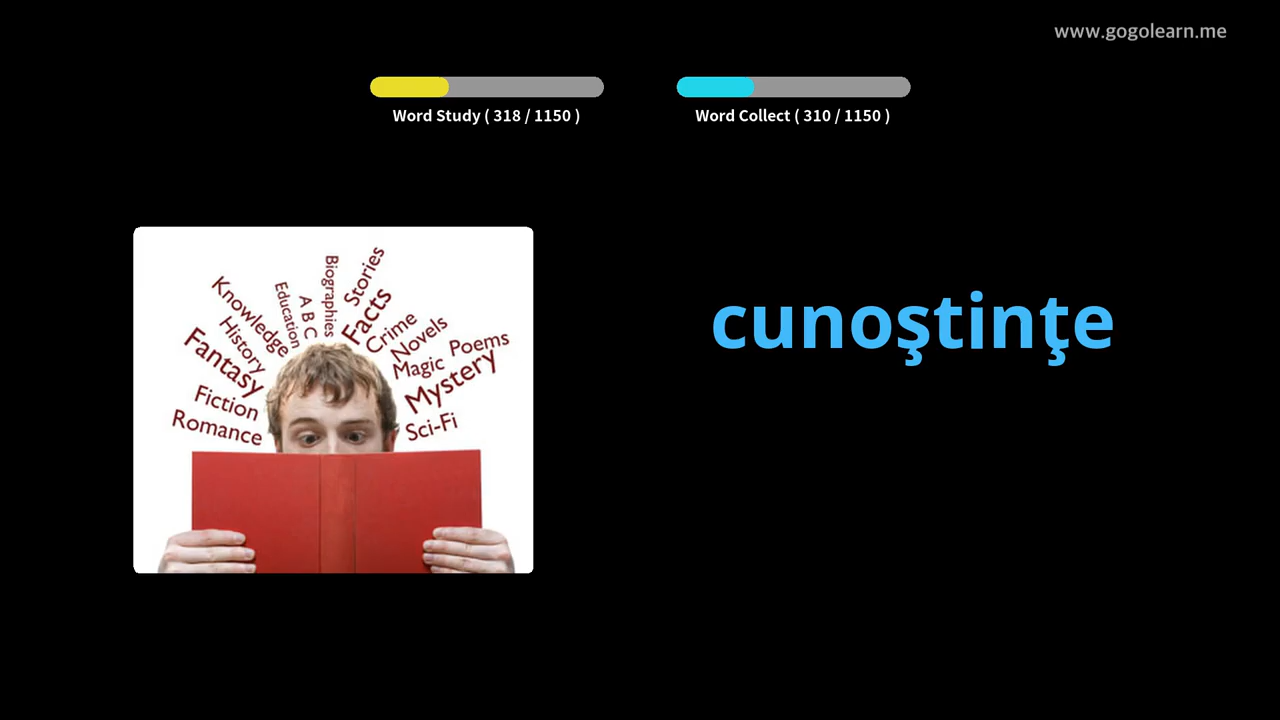 www.gogolearn.me
Word Study ( 318 / 1150 )
Word Collect ( 310 / 1150 )
cunoştinţe
Stories
Biographies
Facts
A B C
Education
Knowledge
History
Fantasy
Fiction
Romance
Crime
Novels
Poems
Magic
Mystery
Sci-Fi